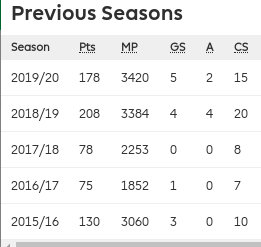 Previous Seasons
Season Pts MP GS A CS
2019/20 178 3420 5 2 15
2018/19 208 3384 4 4 20
2017/18 78 2253 0 0 8
2016/17 75 1852 1 0 7
2015/16 130 3060 3 0 10